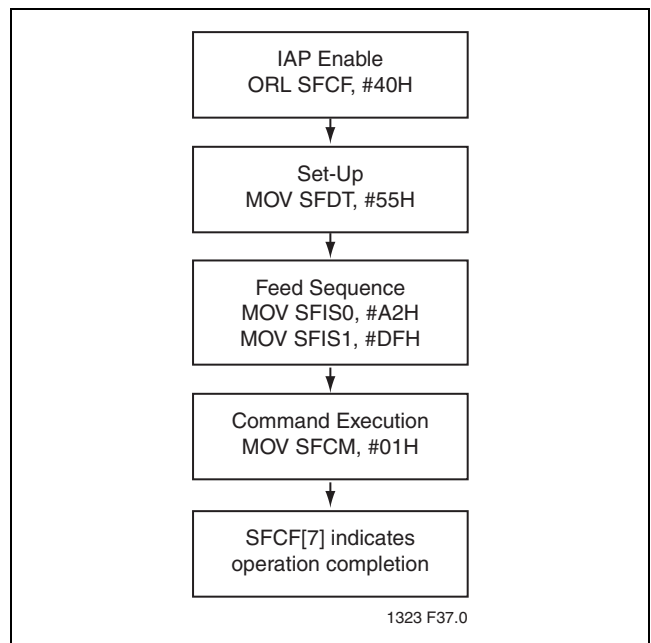 IAP Enable
ORL SFCF, #40H
Set-Up
MOV SFDT, #55H
Feed Sequence
MOV SFIS0, #A2H
MOV SFIS1, #DFH
Command Execution
MOV SFCM, #01H
SFCF[7] indicates
operation completion
1323 F37.0